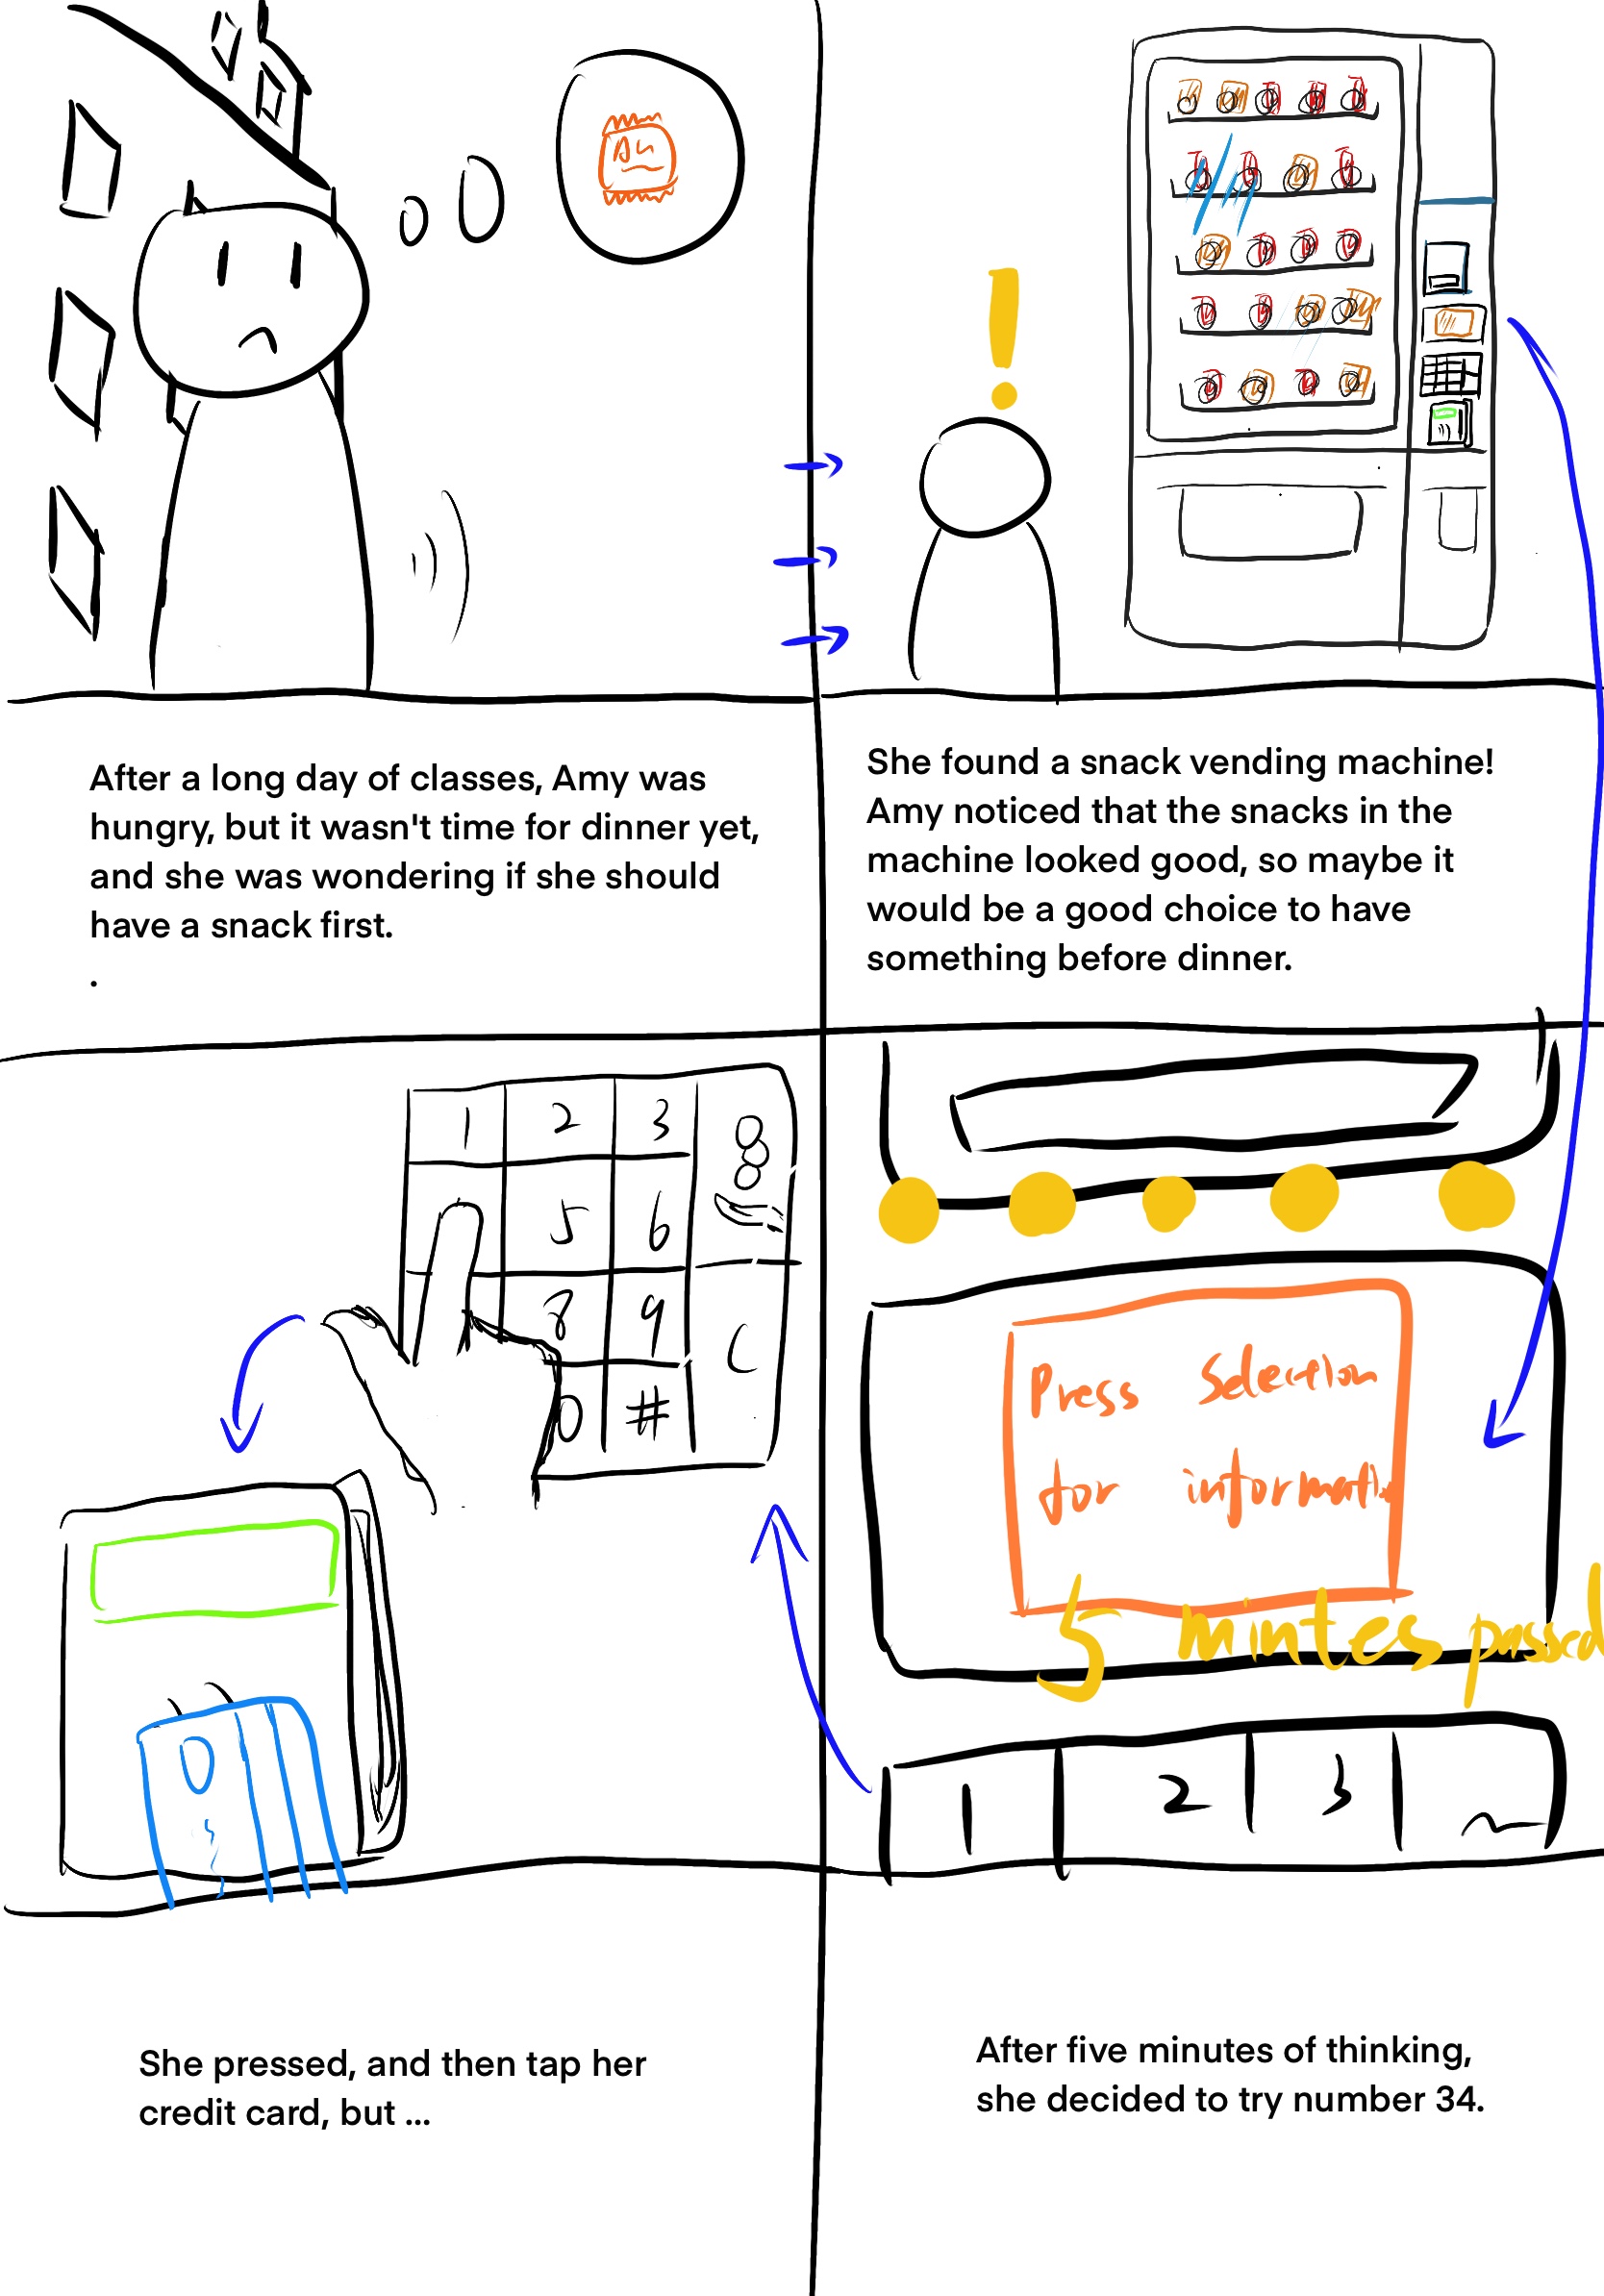 After a long day of classes, Amy was
hungry, but it wasn't time for dinner yet,
and she was wondering if she should
have a snack first.
.
She found a snack vending machine!
Amy noticed that the snacks in the
machine looked good, so maybe it
would be a good choice to have
something before dinner.
Press Selection
for informati
5 mintes passed
1 2 3
After five minutes of thinking,
she decided to try number 34.
1 2 3
5 6
8 9 C
0 #
She pressed, and then tap her
credit card, but ...